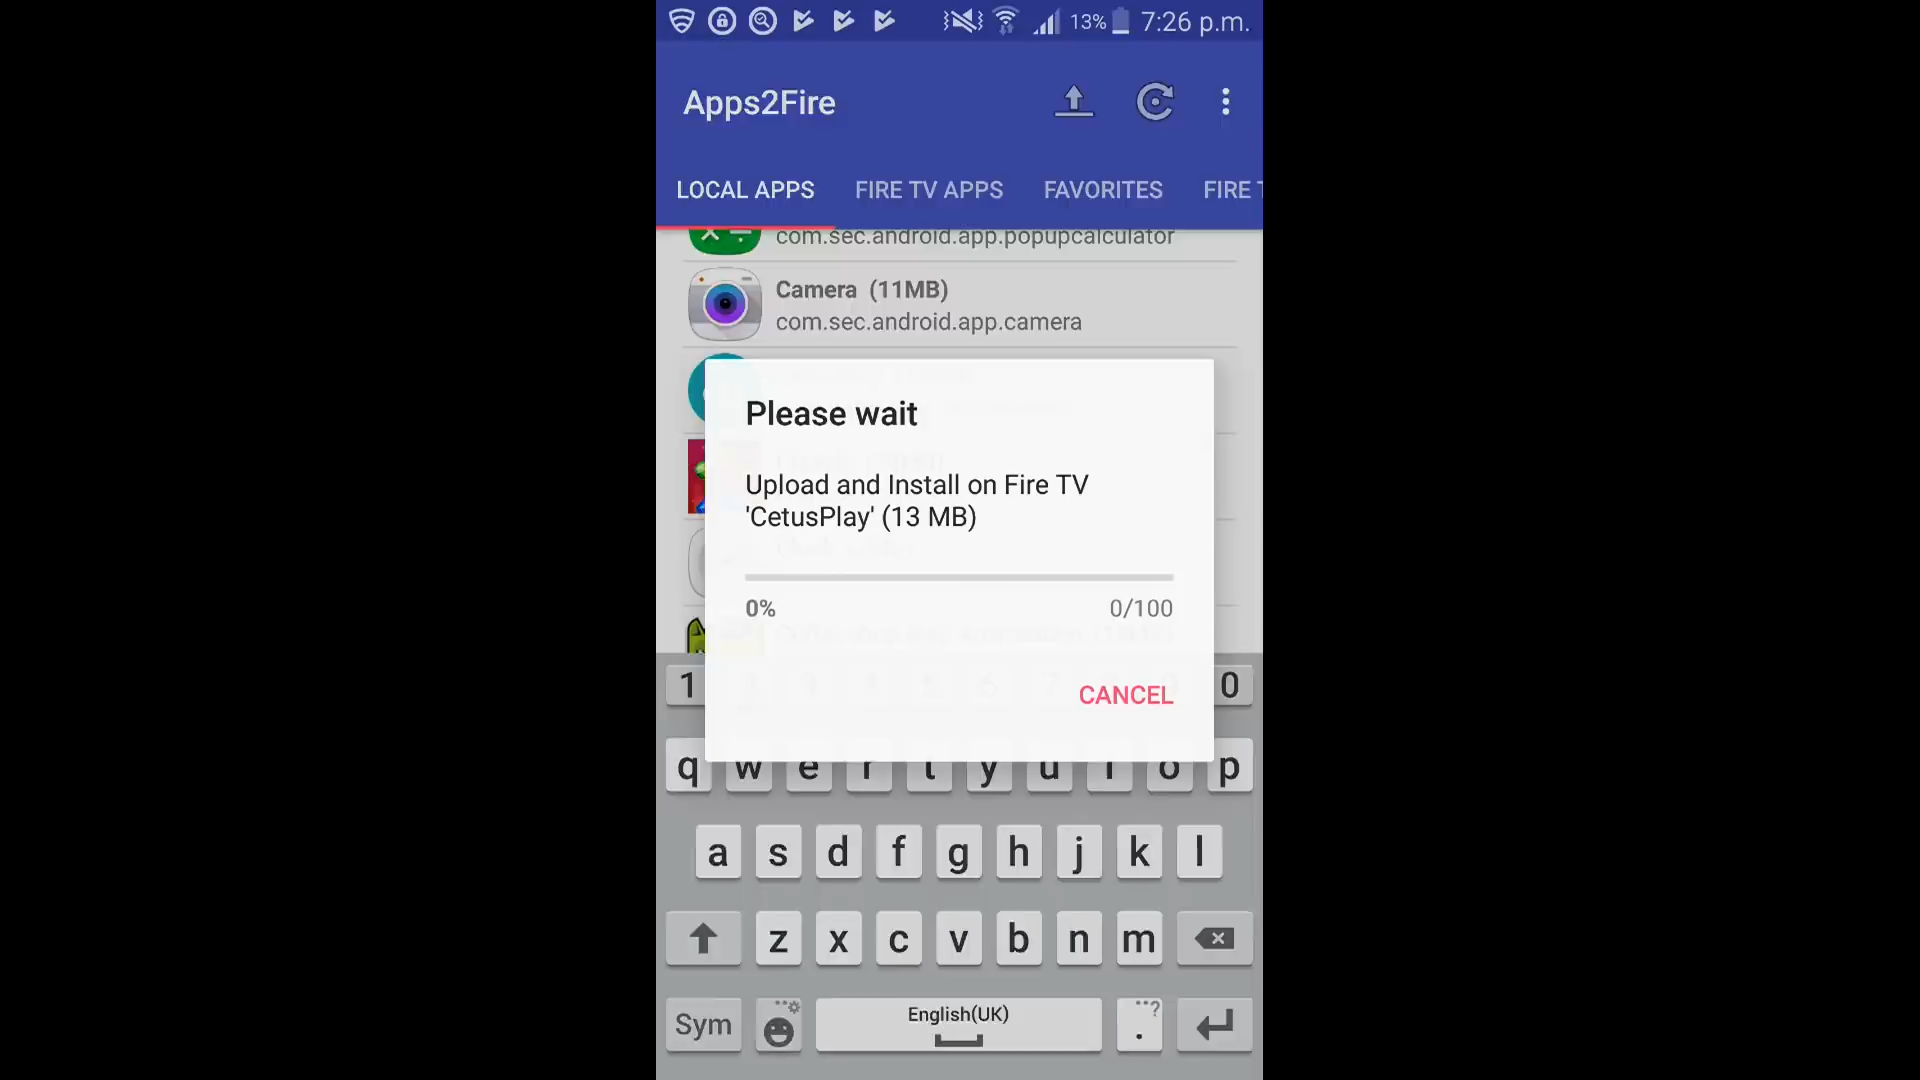 13% 7:26 p.m.
Apps2Fire
LOCAL APPS FIRE TV APPS FAVORITES FIRE
com.sec.android.app.popupcalculator
Camera (11MB)
com.sec.android.app.camera
Please wait
Upload and Install on Fire TV
'CetusPlay' (13 MB)
0% 0/100
CANCEL
1 0
q w e r t y u i o p
a s d f g h j k l
z x c v b n m
Sym English(UK) . ?